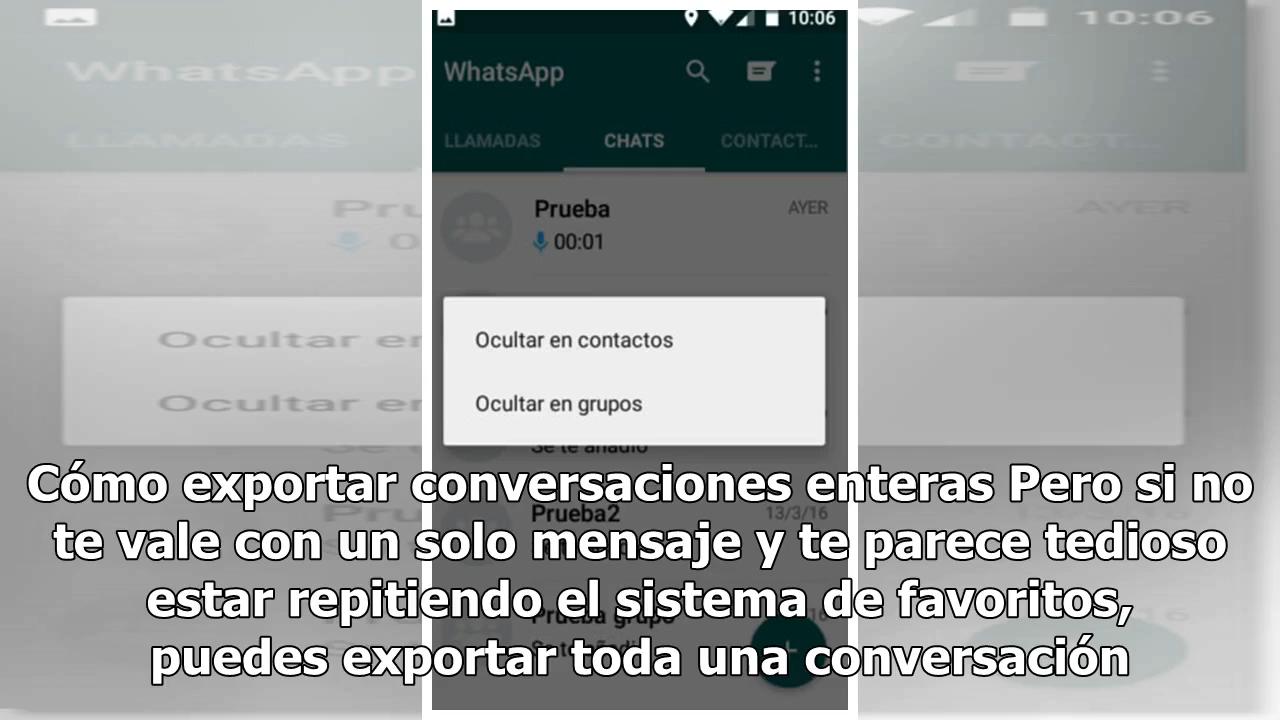 10:06
WhatsApp
LLAMADAS CHATS CONTACT...
Prueba AYER
00:01
Ocultar en contactos
Ocultar en grupos
Se te añadió
Prueba2 13/3/16
Prueba grupo
Cómo exportar conversaciones enteras Pero si no
te vale con un solo mensaje y te parece tedioso
estar repitiendo el sistema de favoritos,
puedes exportar toda una conversación